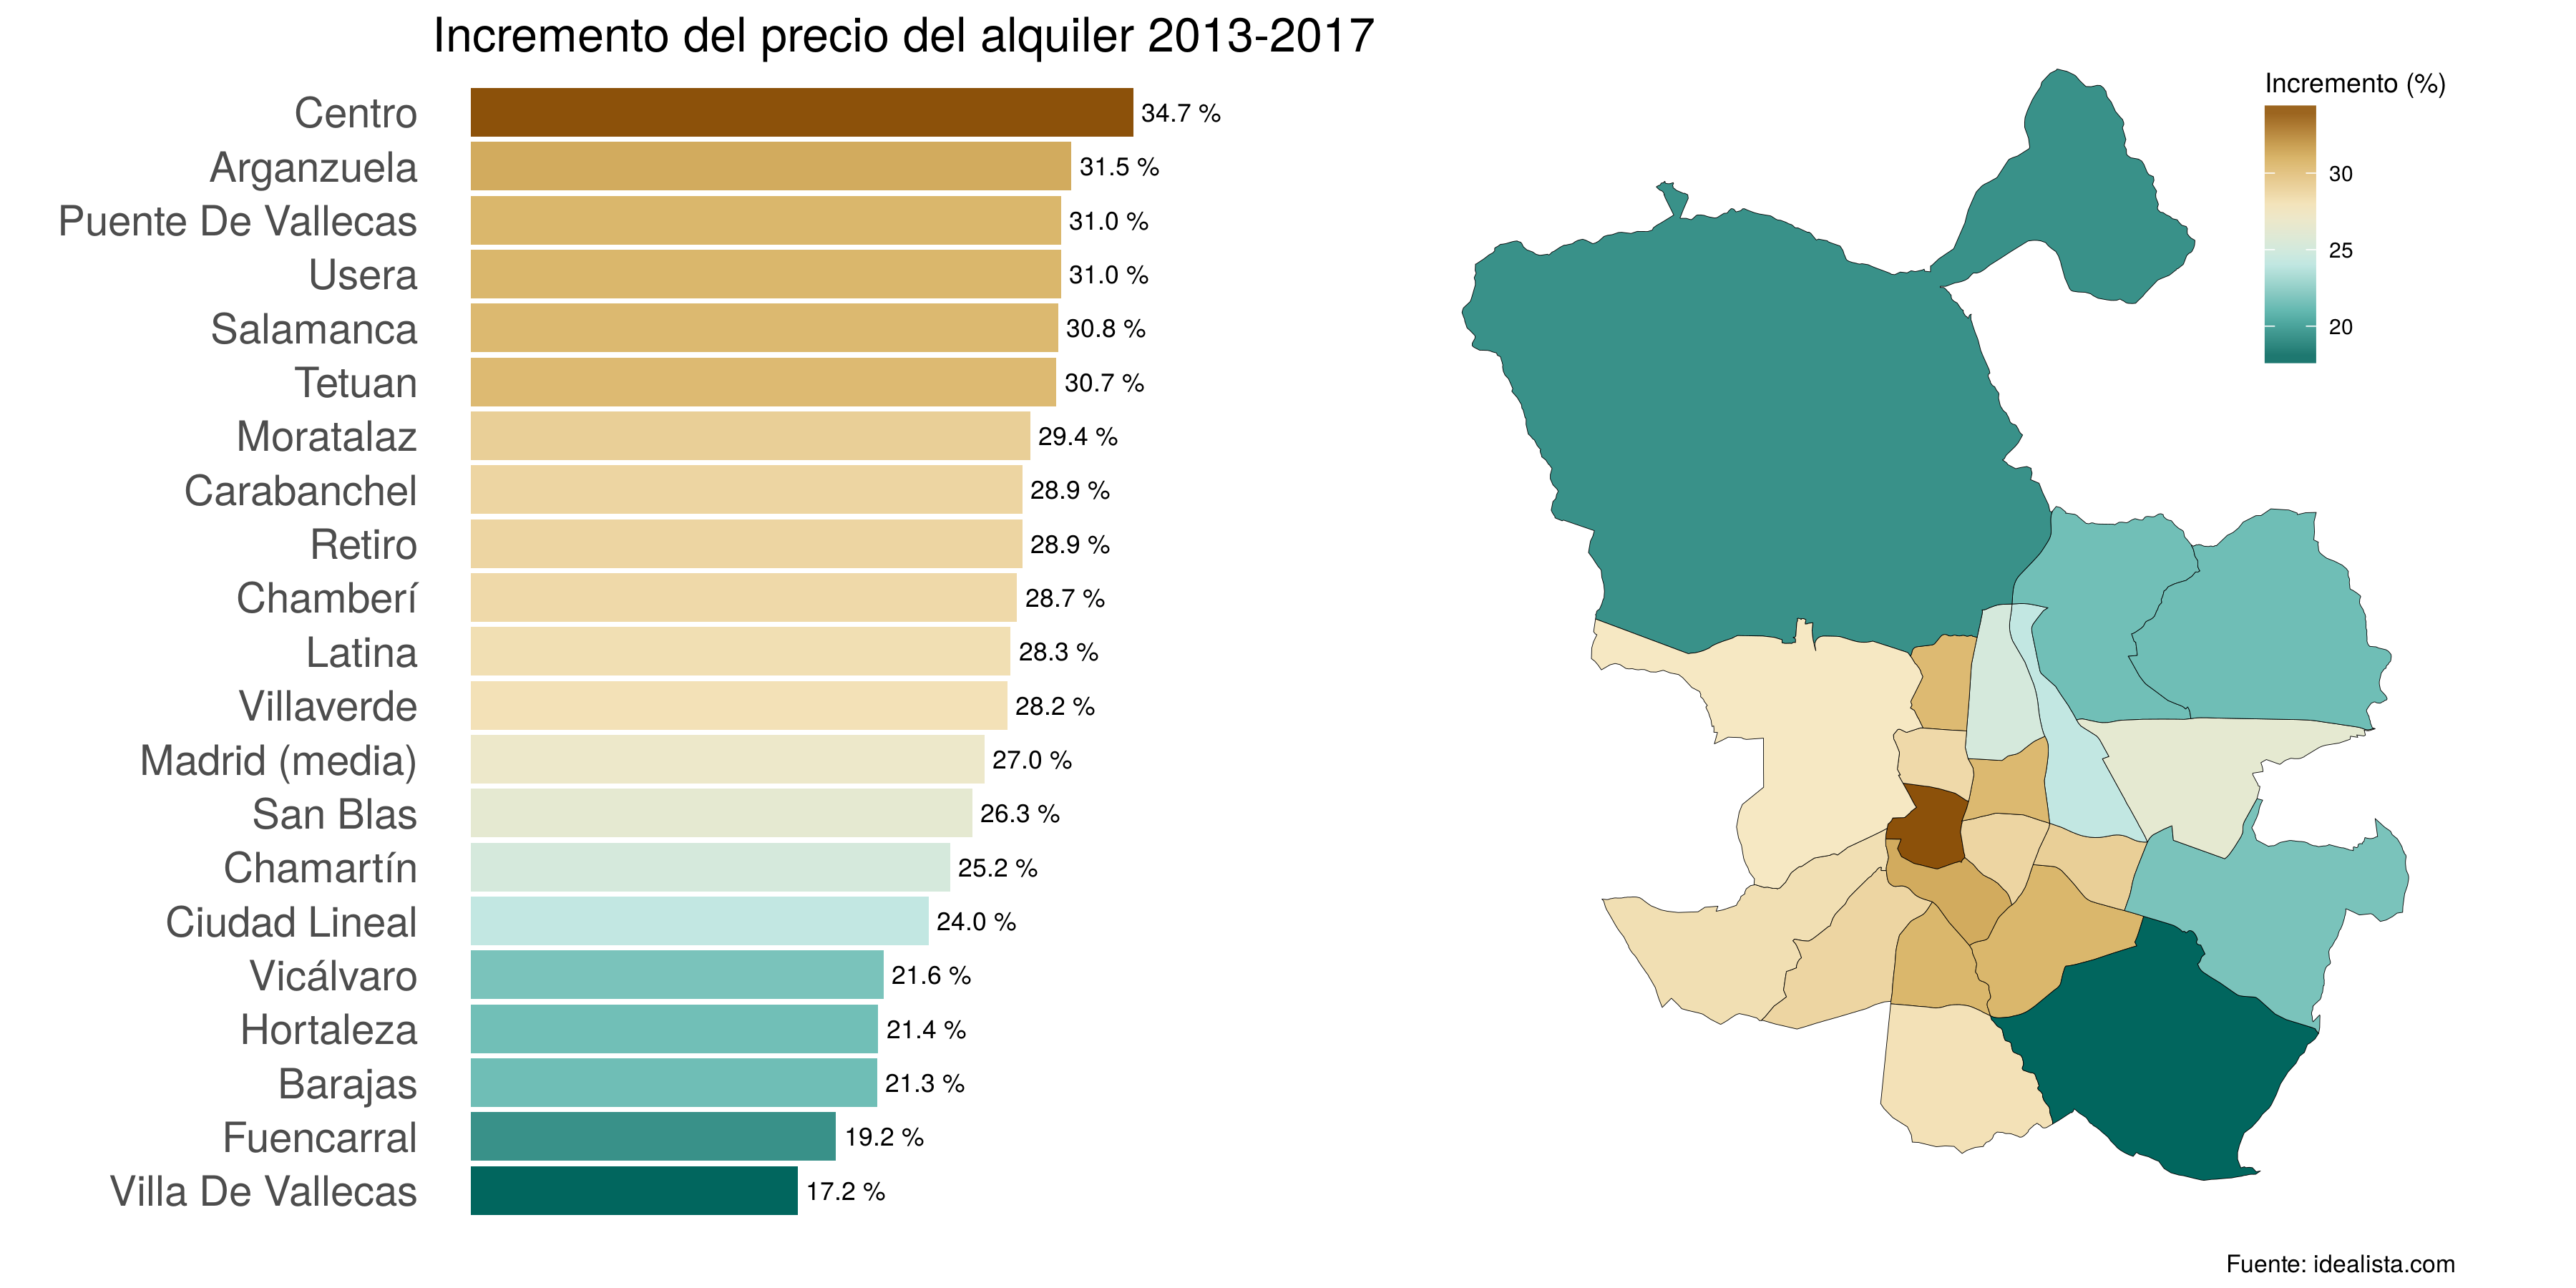 Incremento del precio del alquiler 2013-2017
Centro 34.7 %
Arganzuela 31.5 %
Puente De Vallecas 31.0 %
Usera 31.0 %
Salamanca 30.8 %
Tetuan 30.7 %
Moratalaz 29.4 %
Carabanchel 28.9 %
Retiro 28.9 %
Chamberí 28.7 %
Latina 28.3 %
Villaverde 28.2 %
Madrid (media) 27.0 %
San Blas 26.3 %
Chamartín 25.2 %
Ciudad Lineal 24.0 %
Vicálvaro 21.6 %
Hortaleza 21.4 %
Barajas 21.3 %
Fuencarral 19.2 %
Villa De Vallecas 17.2 %
Incremento (%)
30
25
20
Fuente: idealista.com